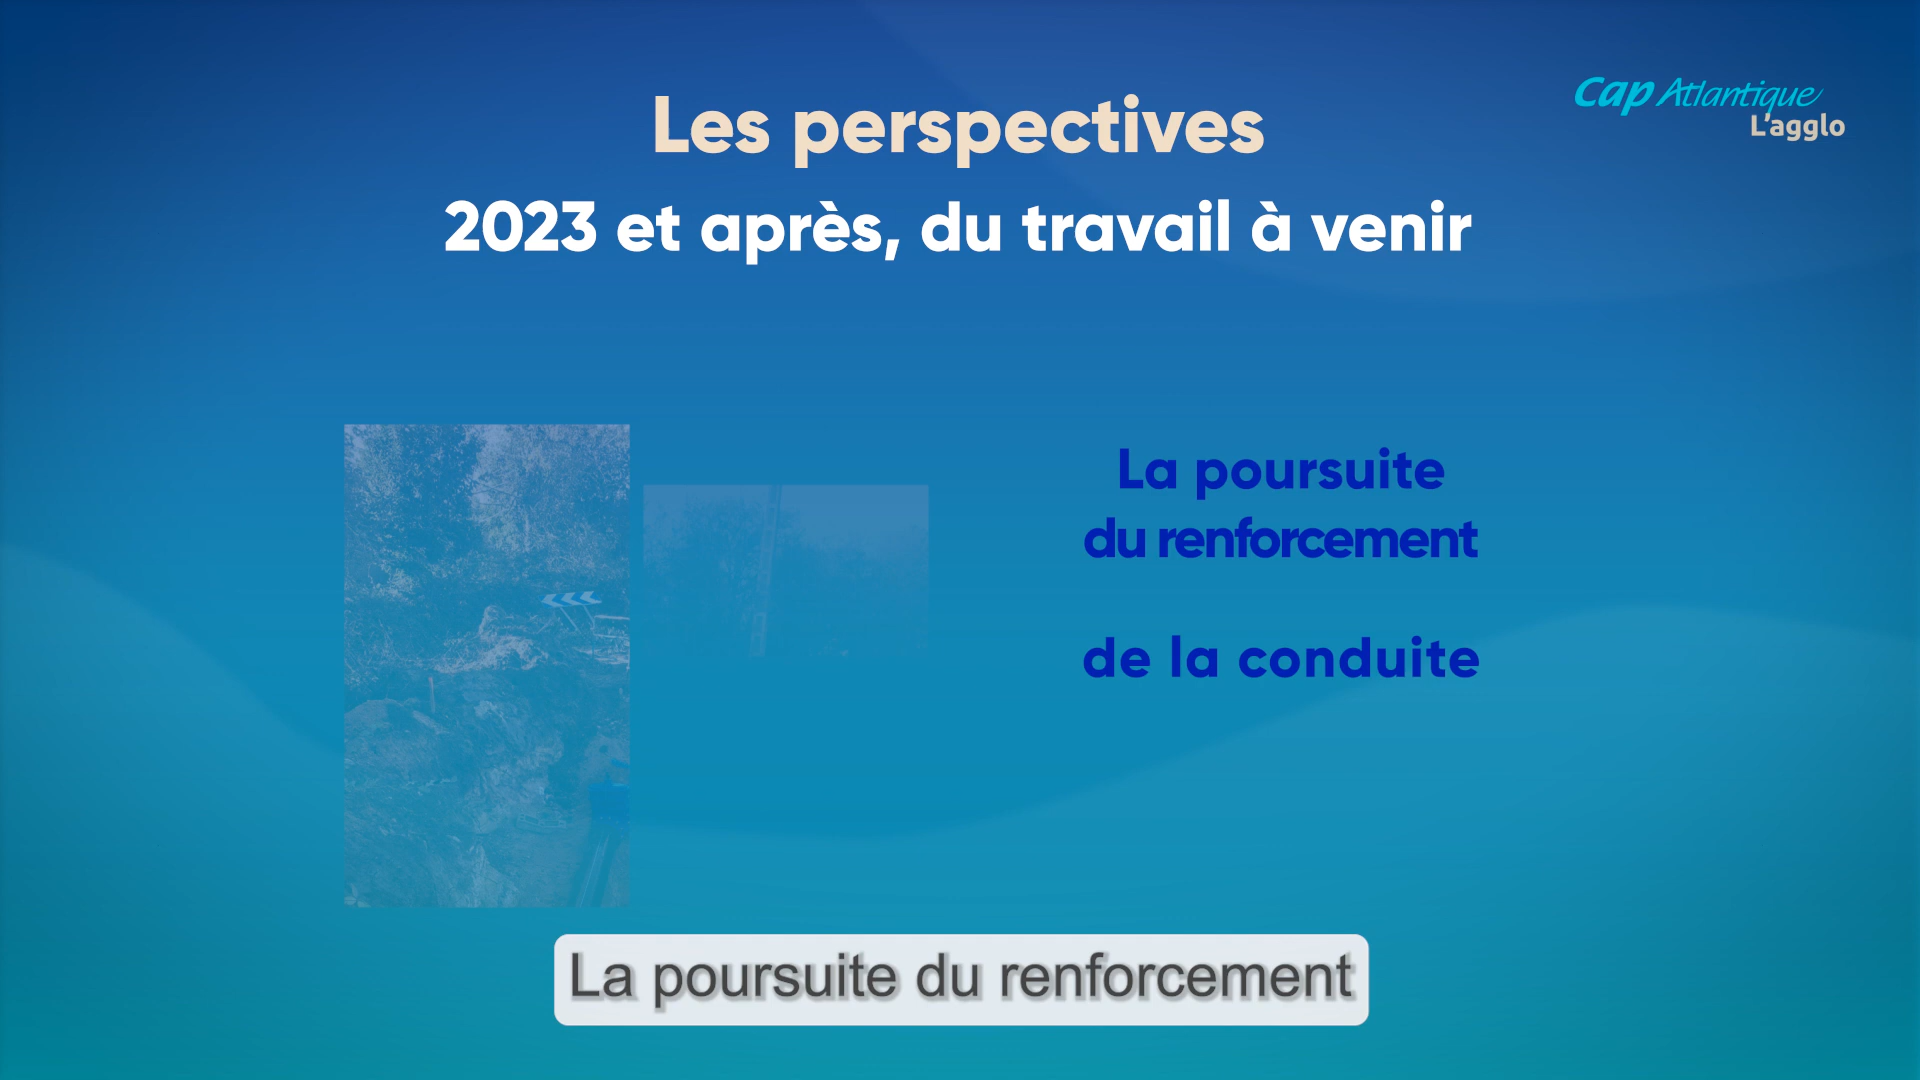 Les perspectives
Cap Atlantique
L'agglo
2023 et après, du travail à venir
La poursuite
du renforcement
de la conduite
La poursuite du renforcement